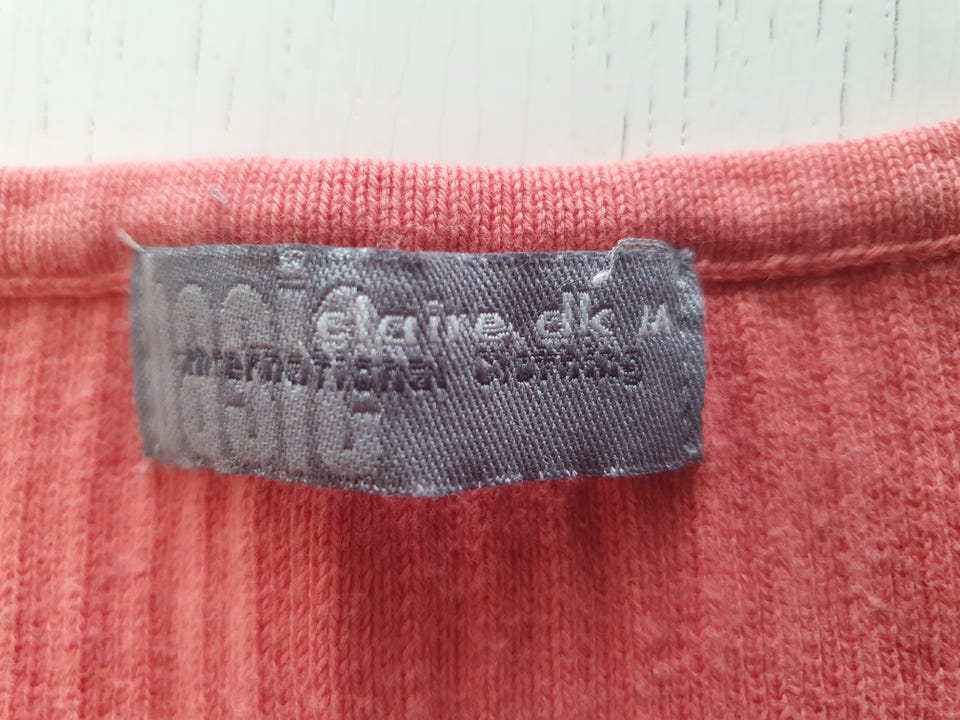 claire.dk M
international clothing